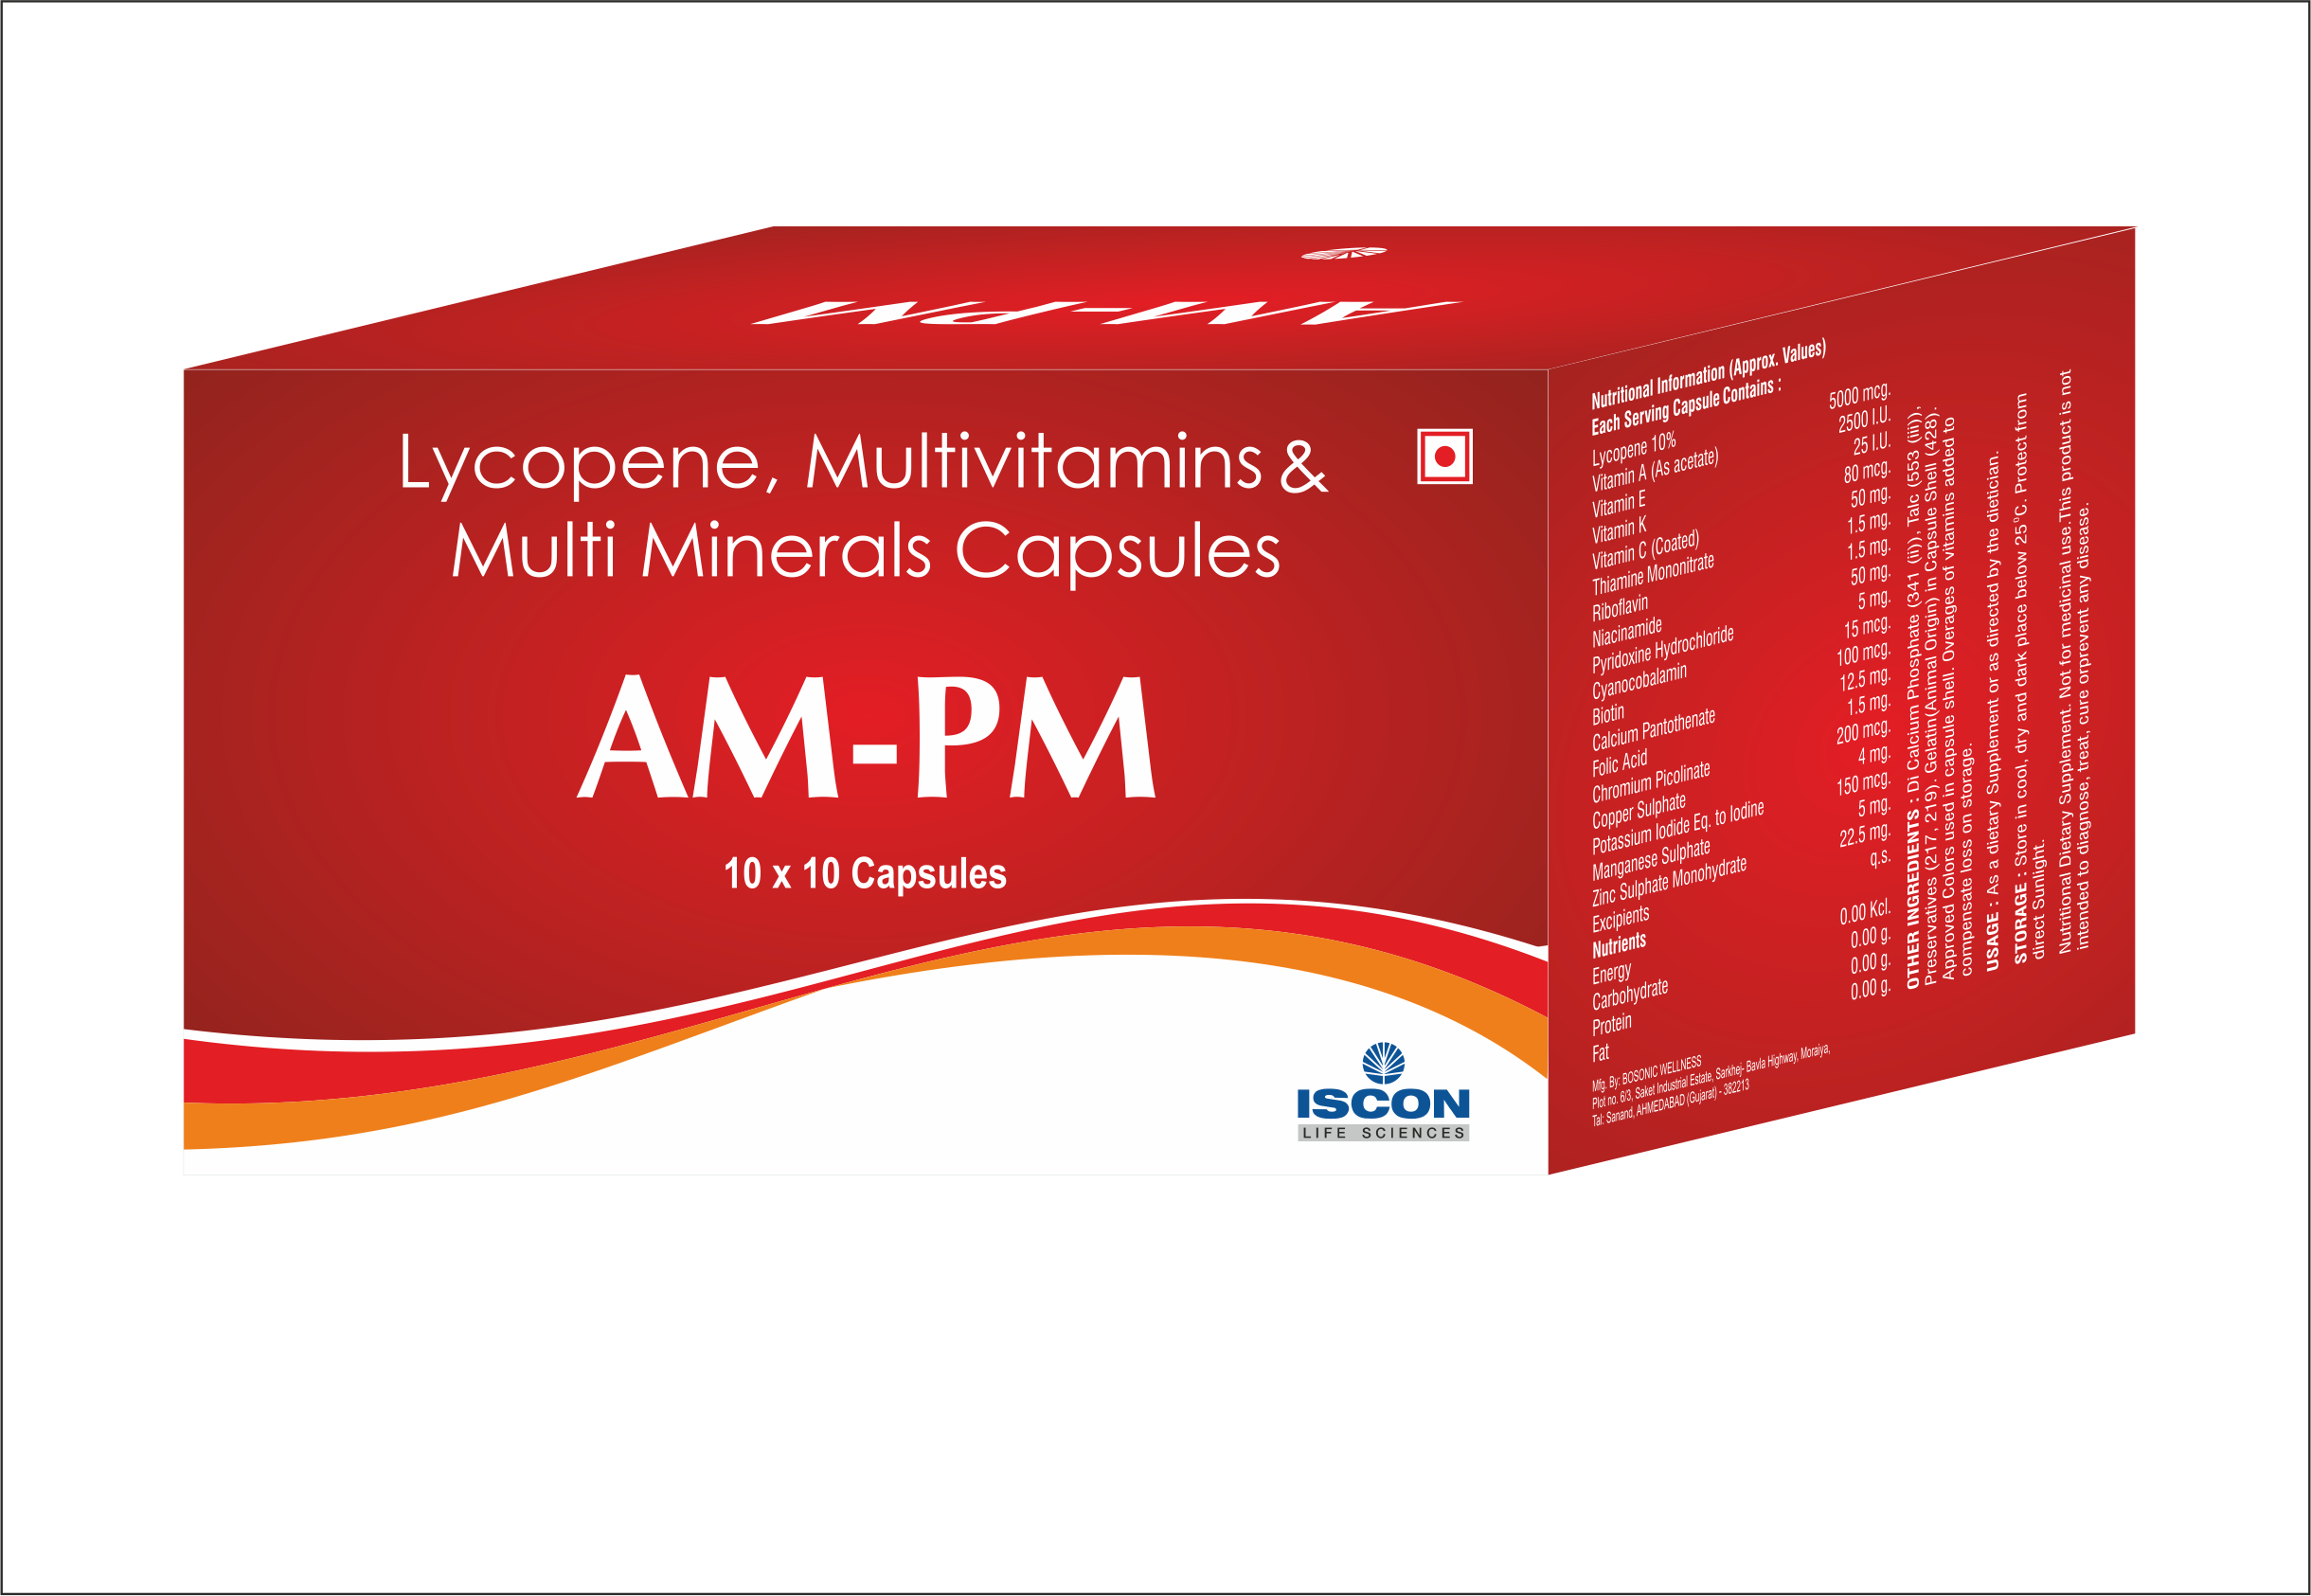 AM-PM
Lycopene, Multivitamins &
Multi Minerals Capsules
AM-PM
10 x 10 Capsules
ISCON
LIFE SCIENCES
Nutritional Information (Approx. Values)
Each Serving Capsule Contains :
Lycopene 10% 5000 mcg.
Vitamin A (As acetate) 2500 I.U.
Vitamin E 25 I.U.
Vitamin K 80 mcg.
Vitamin C (Coated) 50 mg.
Thiamine Mononitrate 1.5 mg.
Riboflavin 1.5 mg.
Niacinamide 50 mg.
Pyridoxine Hydrochloride 5 mg.
Cyanocobalamin 15 mcg.
Biotin 100 mcg.
Calcium Pantothenate 12.5 mg.
Folic Acid 1.5 mg.
Chromium Picolinate 200 mcg.
Copper Sulphate 4 mg.
Potassium Iodide Eq. to Iodine 150 mcg.
Manganese Sulphate 5 mg.
Zinc Sulphate Monohydrate 22.5 mg.
Excipients q.s.
Nutrients
Energy 0.00 Kcl.
Carbohydrate 0.00 g.
Protein 0.00 g.
Fat 0.00 g.
Mfg. By: BOSONIC WELLNESS
Plot no. 6/3, Saket Industrial Estate, Sarkhej- Bavla Highway, Moraiya,
Tal: Sanand, AHMEDABAD (Gujarat) - 382213
OTHER INGREDIENTS : Di Calcium Phosphate (341 (ii)), Talc (553 (iii)),
Preservatives (217, 219). Gelatin(Animal Origin) in Capsule Shell (428).
Approved Colors used in capsule shell. Overages of vitamins added to
compensate loss on storage.
USAGE : As a dietary Supplement or as directed by the dietician.
STORAGE : Store in cool, dry and dark place below 25°C. Protect from
direct Sunlight.
Nutritional Dietary Supplement. Not for medicinal use.This product is not
intended to diagnose, treat, cure orprevent any disease.